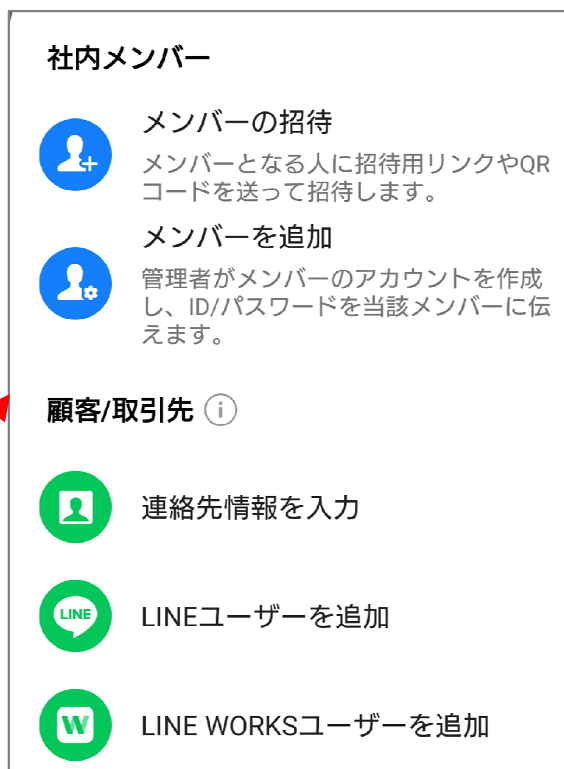 社内メンバー
メンバーの招待
メンバーとなる人に招待用リンクやQR
コードを送って招待します。
メンバーを追加
管理者がメンバーのアカウントを作成
し、ID/パスワードを当該メンバーに伝
えます。
顧客/取引先 i
連絡先情報を入力
LINE
LINEユーザーを追加
W
LINE WORKSユーザーを追加